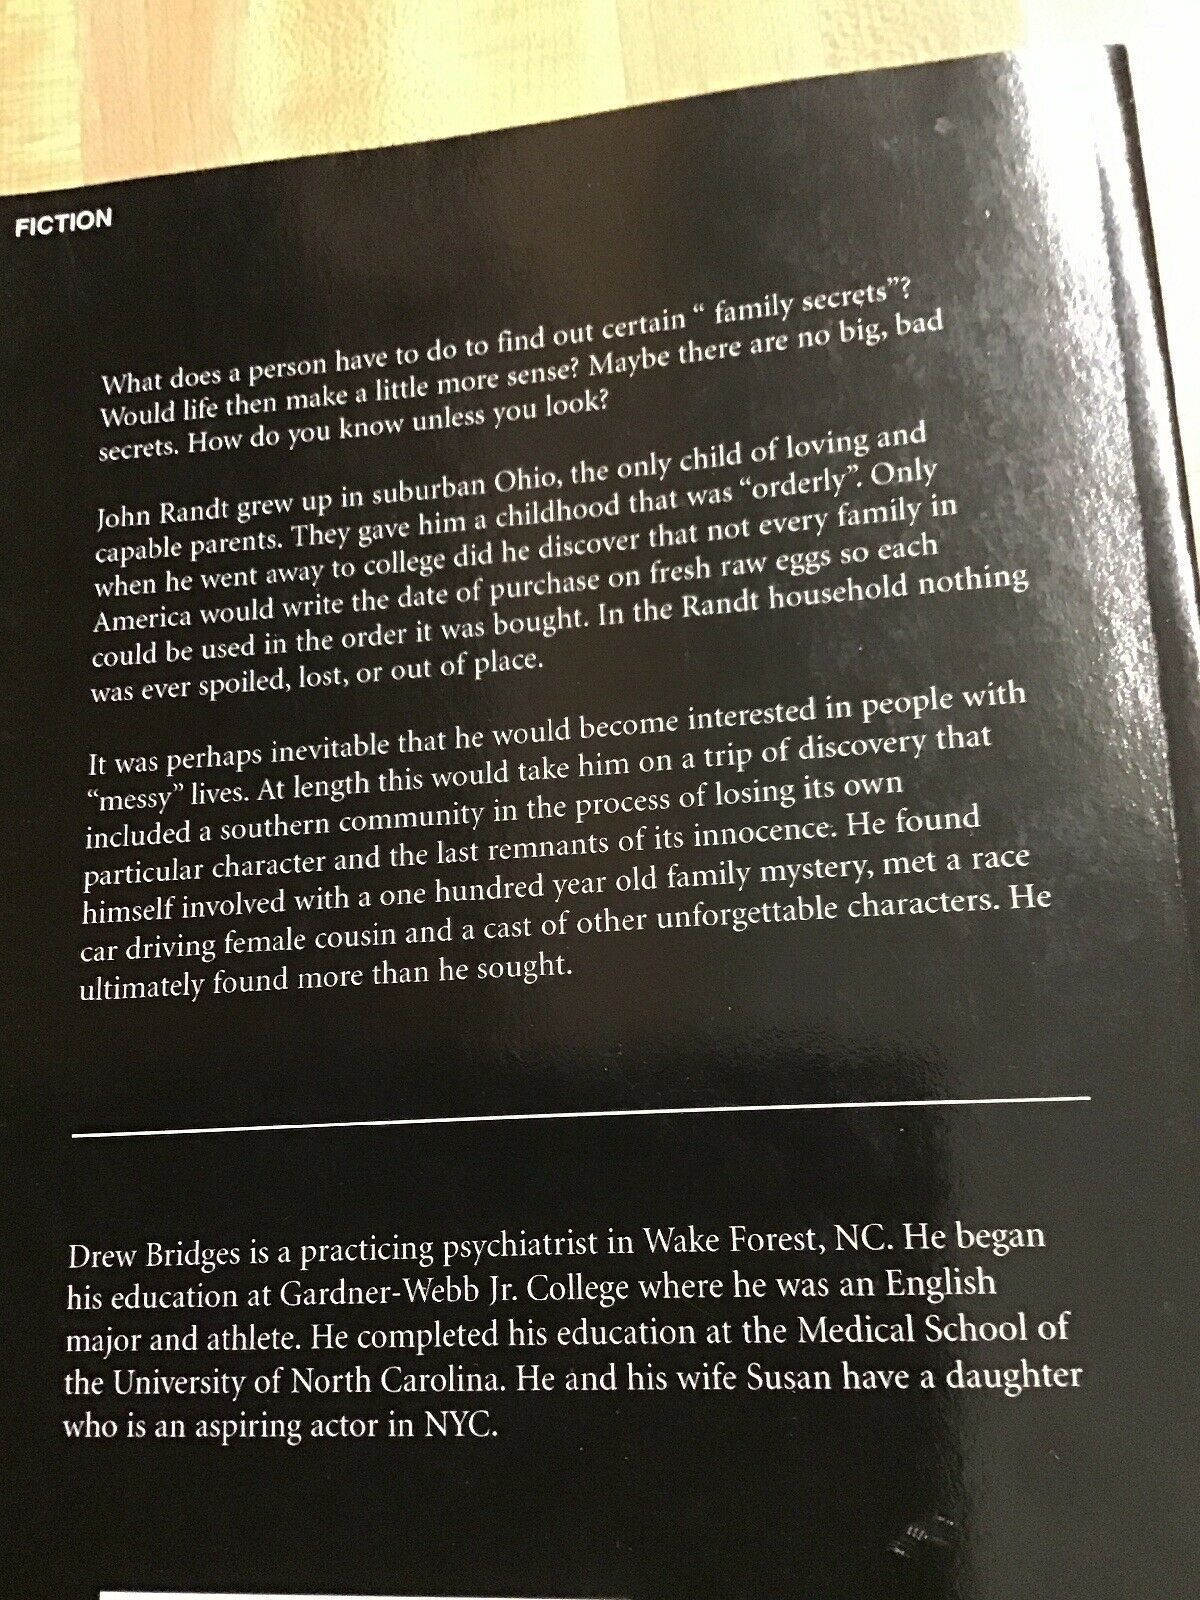 FICTION
What does a person have to do to find out certain “ family secrets”?
Would life then make a little more sense? Maybe there are no big, bad
secrets. How do you know unless you look?
John Randt grew up in suburban Ohio, the only child of loving and
capable parents. They gave him a childhood that was “orderly”. Only
when he went away to college did he discover that not every family in
America would write the date of purchase on fresh raw eggs so each
could be used in the order it was bought. In the Randt household nothing
was ever spoiled, lost, or out of place.
It was perhaps inevitable that he would become interested in people with
“messy” lives. At length this would take him on a trip of discovery that
included a southern community in the process of losing its own
particular character and the last remnants of its innocence. He found
himself involved with a one hundred year old family mystery, met a race
car driving female cousin and a cast of other unforgettable characters. He
ultimately found more than he sought.
Drew Bridges is a practicing psychiatrist in Wake Forest, NC. He began
his education at Gardner-Webb Jr. College where he was an English
major and athlete. He completed his education at the Medical School of
the University of North Carolina. He and his wife Susan have a daughter
who is an aspiring actor in NYC.